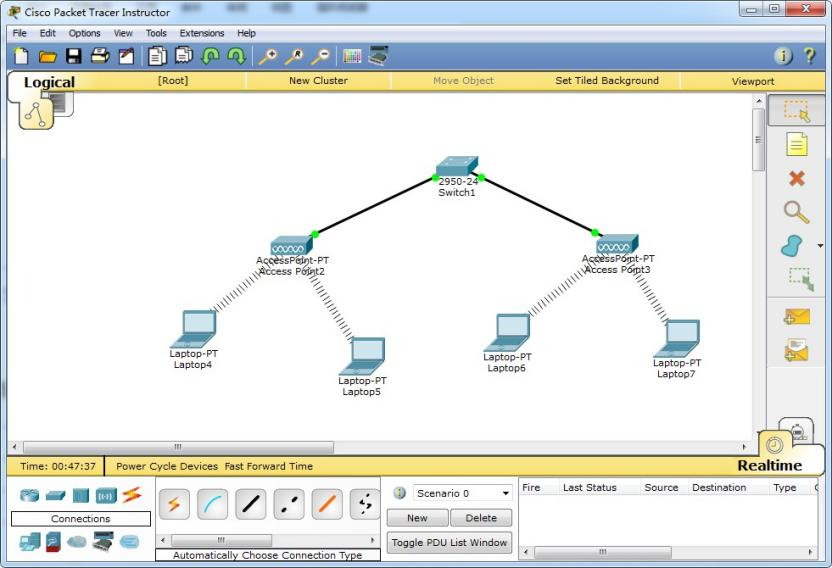 Cisco Packet Tracer Instructor
File Edit Options View Tools Extensions Help
Logical [Root] New Cluster Move Object Set Tiled Background Viewport
2950-24
Switch1
AccessPoint-PT
Access Point2
AccessPoint-PT
Access Point3
Laptop-PT
Laptop4
Laptop-PT
Laptop5
Laptop-PT
Laptop6
Laptop-PT
Laptop7
Time: 00:47:37 Power Cycle Devices Fast Forward Time
Realtime
Connections
Automatically Choose Connection Type
Scenario 0
New Delete
Toggle PDU List Window
Fire Last Status Source Destination Type